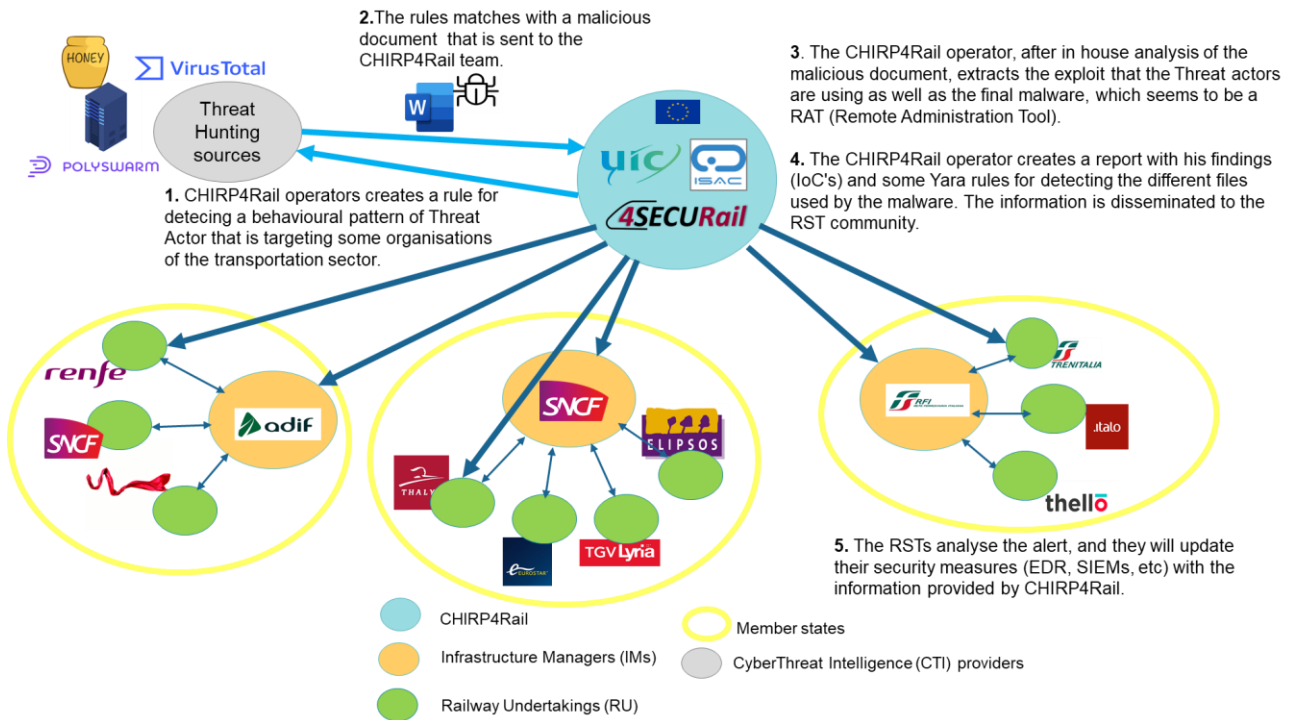 HONEY
VirusTotal
POLYSWARM
Threat
Hunting
sources
2.The rules matches with a malicious
document that is sent to the
CHIRP4Rail team.
W
uic
ISAC
4SECURail
3. The CHIRP4Rail operator, after in house analysis of the
malicious document, extracts the exploit that the Threat actors
are using as well as the final malware, which seems to be a
RAT (Remote Administration Tool).
4. The CHIRP4Rail operator creates a report with his findings
(IoC's) and some Yara rules for detecting the different files
used by the malware. The information is disseminated to the
RST community.
1. CHIRP4Rail operators creates a rule for
detecing a behavioural pattern of Threat
Actor that is targeting some organisations
of the transportation sector.
renfe
SNCF
adif
SNCF
ELIPSOS
THALY
EUROSTAR
TGV Lyria
RFI
TRENITALIA
.italo
thellō
5. The RSTs analyse the alert, and they will update
their security measures (EDR, SIEMs, etc) with the
information provided by CHIRP4Rail.
CHIRP4Rail
Infrastructure Managers (IMs)
Railway Undertakings (RU)
Member states
CyberThreat Intelligence (CTI) providers